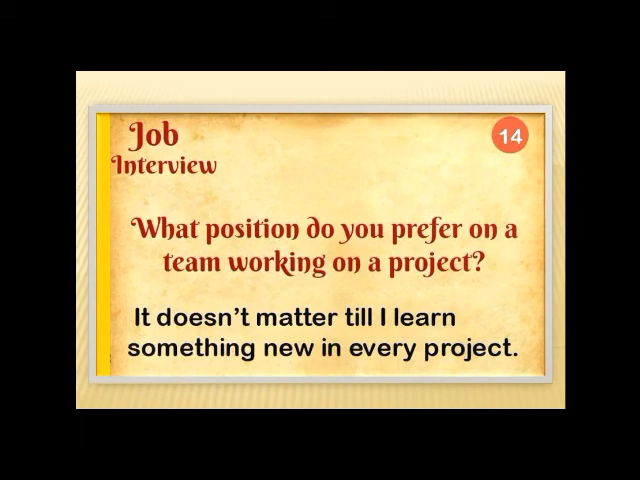 Job
Interview
14
What position do you prefer on a
team working on a project?
It doesn't matter till I learn
something new in every project.